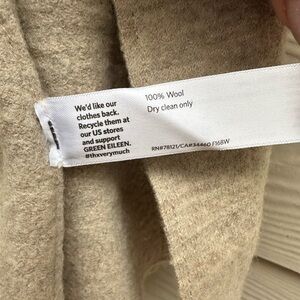 We'd like our
clothes back.
Recycle them at
our US stores
and support
GREEN EILEEN.
#thxverymuch
100% Wool
Dry clean only
RN#78121/CA#34460 F16BW